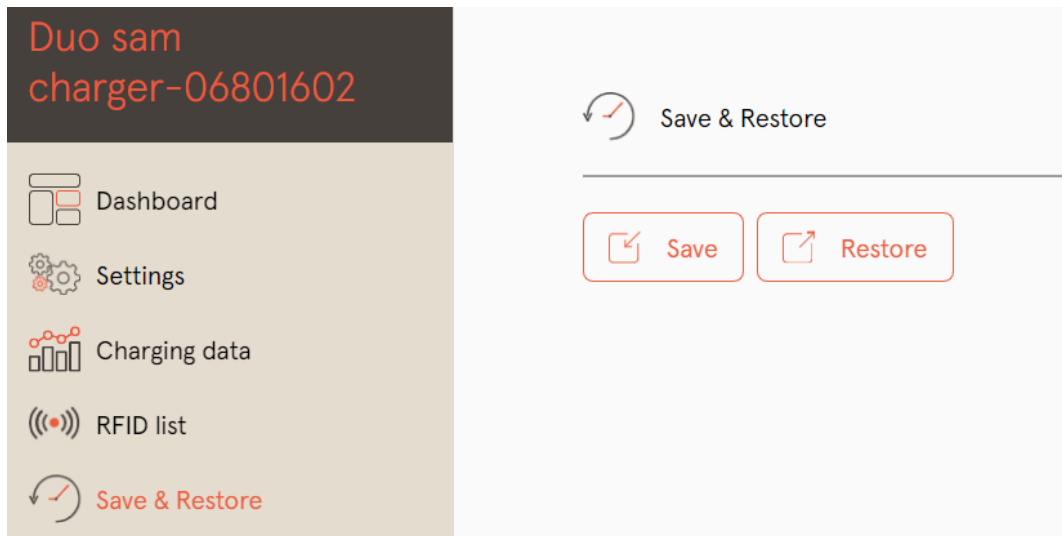 Duo sam
charger-06801602
Dashboard
Settings
Charging data
RFID list
Save & Restore
Save & Restore
Save
Restore